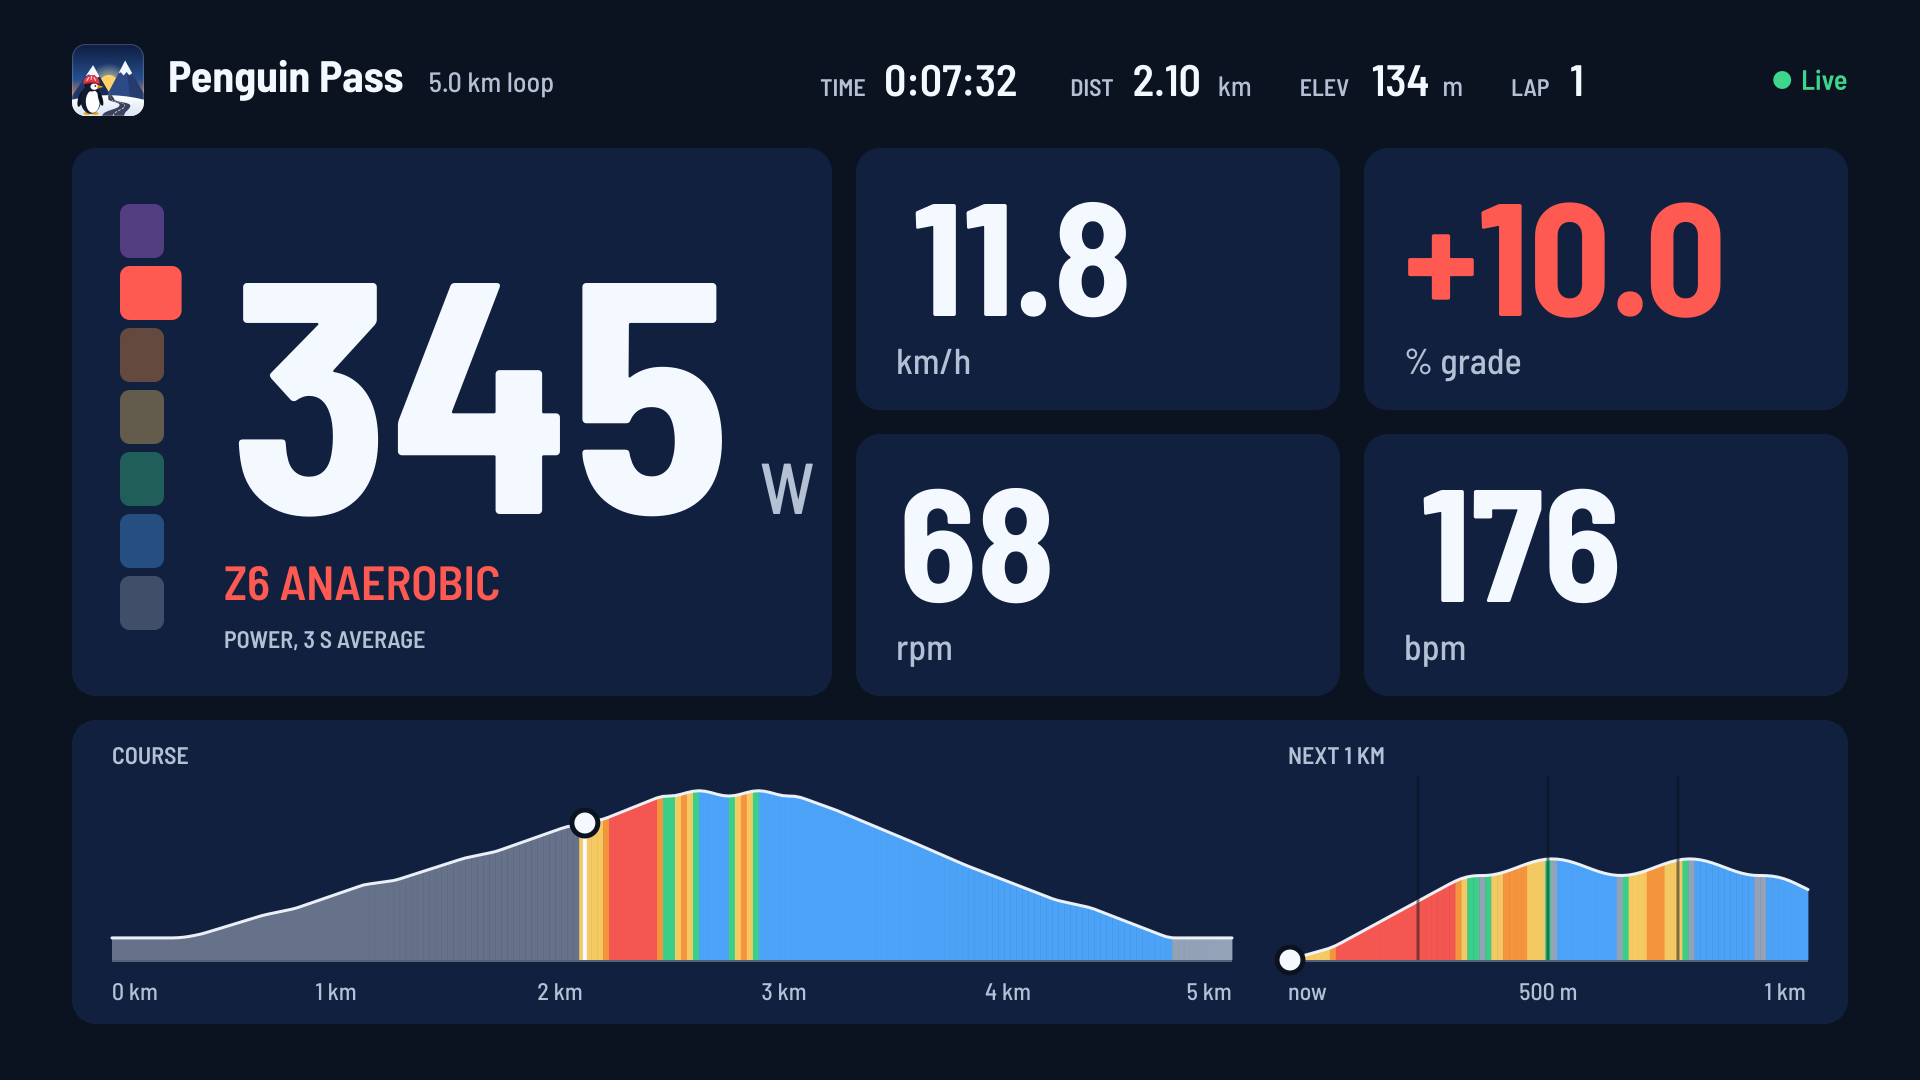 Penguin Pass 5.0 km loop
TIME 0:07:32 DIST 2.10 km ELEV 134 m LAP 1
Live
345 W
Z6 ANAEROBIC
POWER, 3 S AVERAGE
11.8
km/h
+10.0
% grade
68
rpm
176
bpm
COURSE
0 km 1 km 2 km 3 km 4 km 5 km
NEXT 1 KM
now 500 m 1 km